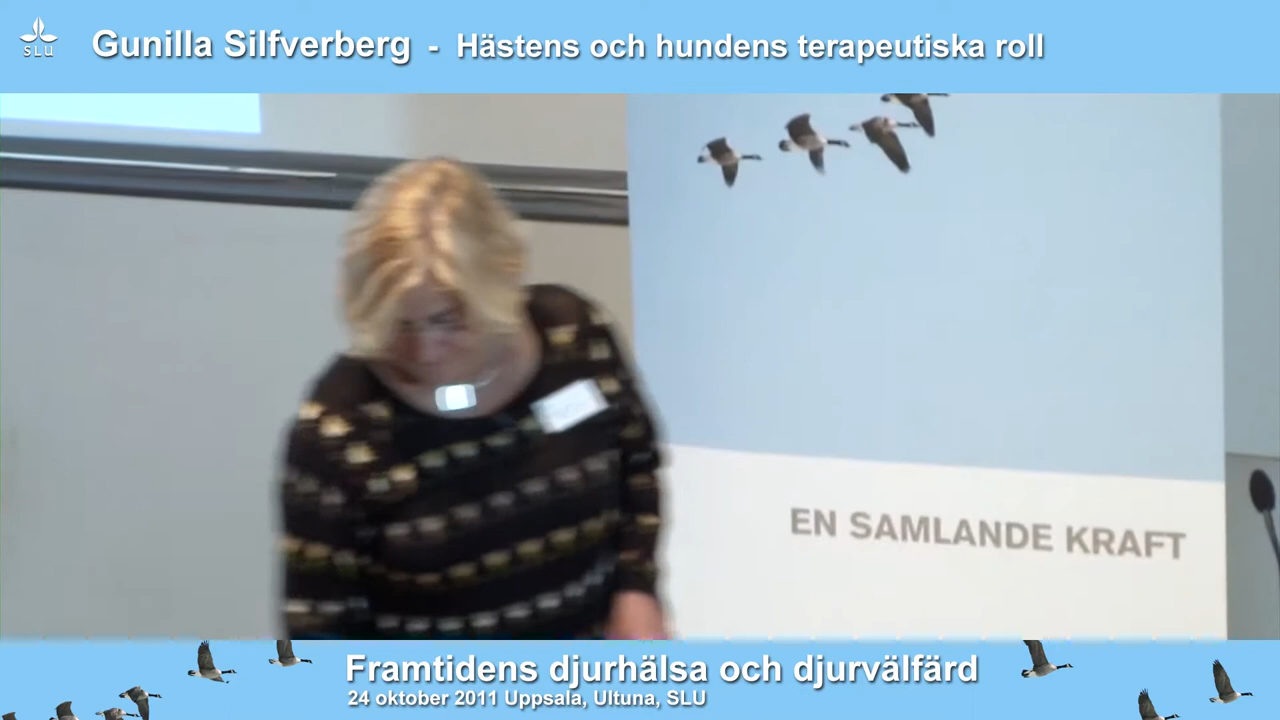 SLU
Gunilla Silfverberg - Hästens och hundens terapeutiska roll
EN SAMLANDE KRAFT
Framtidens djurhälsa och djurvälfärd
24 oktober 2011 Uppsala, Ultuna, SLU